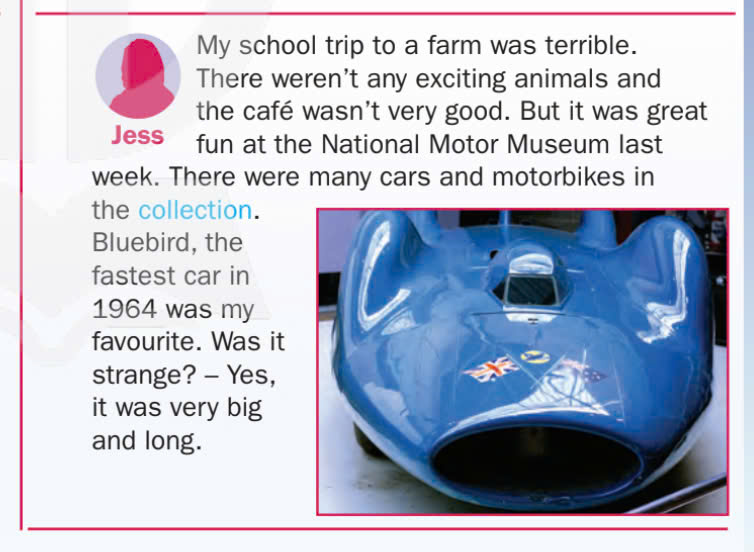 My school trip to a farm was terrible.
There weren't any exciting animals and
the café wasn't very good. But it was great
Jess
fun at the National Motor Museum last
week. There were many cars and motorbikes in
the collection.
Bluebird, the
fastest car in
1964 was my
favourite. Was it
strange? – Yes,
it was very big
and long.